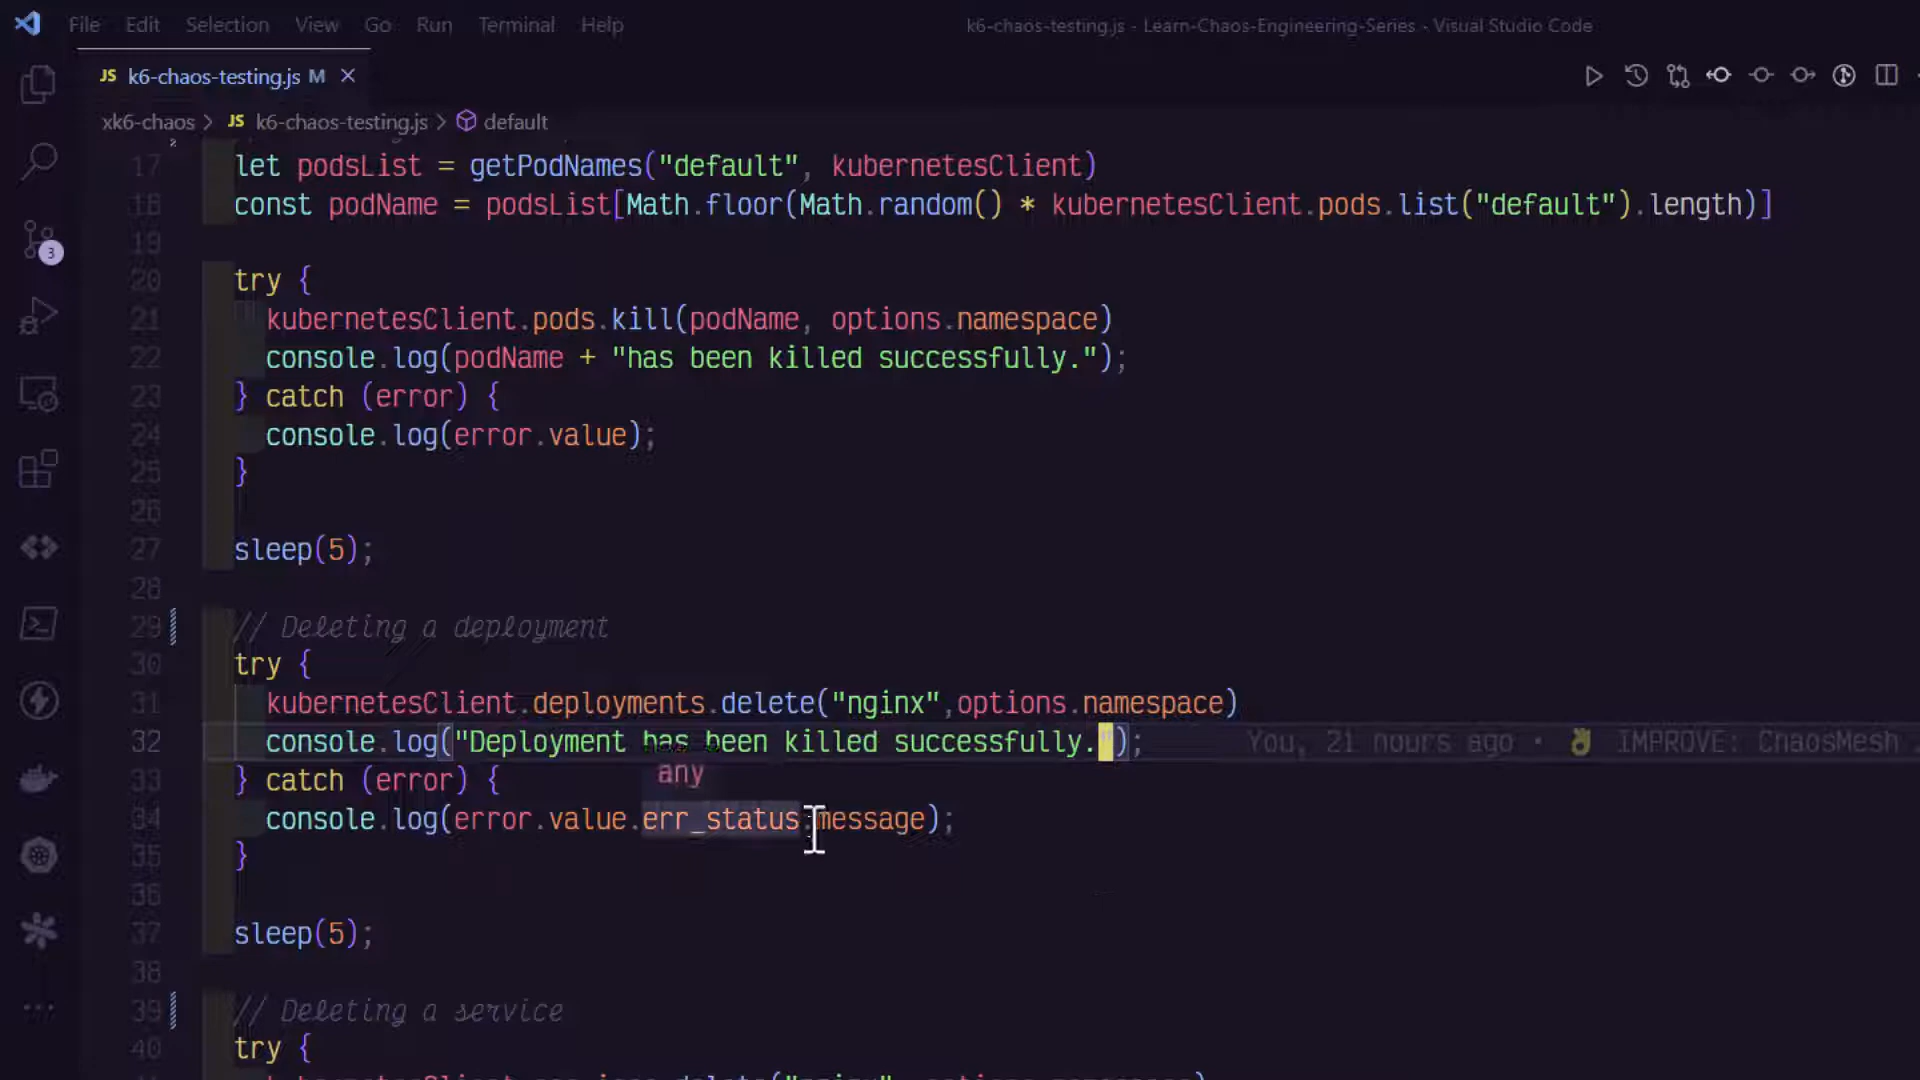 File Edit Selection View Go Run Terminal Help k6-chaos-testing.js - Learn-Chaos-Engineering-Series - Visual Studio Code
JS k6-chaos-testing.js M
xk6-chaos > JS k6-chaos-testing.js > default
17 let podsList = getPodNames("default", kubernetesClient)
18 const podName = podsList[Math.floor(Math.random() * kubernetesClient.pods.list("default").length)]
19
20 try {
21 kubernetesClient.pods.kill(podName, options.namespace)
22 console.log(podName + "has been killed successfully.");
23 } catch (error) {
24 console.log(error.value);
25 }
26
27 sleep(5);
28
29 // Deleting a deployment
30 try {
31 kubernetesClient.deployments.delete("nginx",options.namespace)
32 console.log("Deployment has been killed successfully."); You, 21 hours ago • 👌 IMPROVE: ChaosMesh
33 } catch (error) {
any
34 console.log(error.value.err_status.message);
35 }
36
37 sleep(5);
38
39 // Deleting a service
40 try {
3